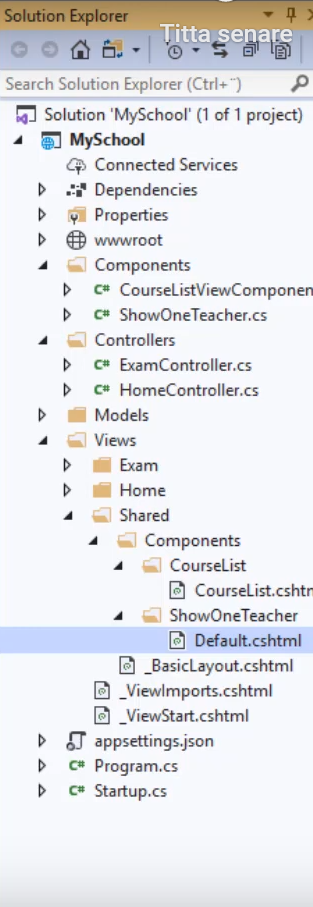 Solution Explorer
Titta senare
Search Solution Explorer (Ctrl+¨)
Solution 'MySchool' (1 of 1 project)
MySchool
Connected Services
Dependencies
Properties
wwwroot
Components
C# CourseListViewComponen
C# ShowOneTeacher.cs
Controllers
C# ExamController.cs
C# HomeController.cs
Models
Views
Exam
Home
Shared
Components
CourseList
CourseList.cshtm
ShowOneTeacher
Default.cshtml
_BasicLayout.cshtml
_ViewImports.cshtml
_ViewStart.cshtml
appsettings.json
C# Program.cs
C# Startup.cs